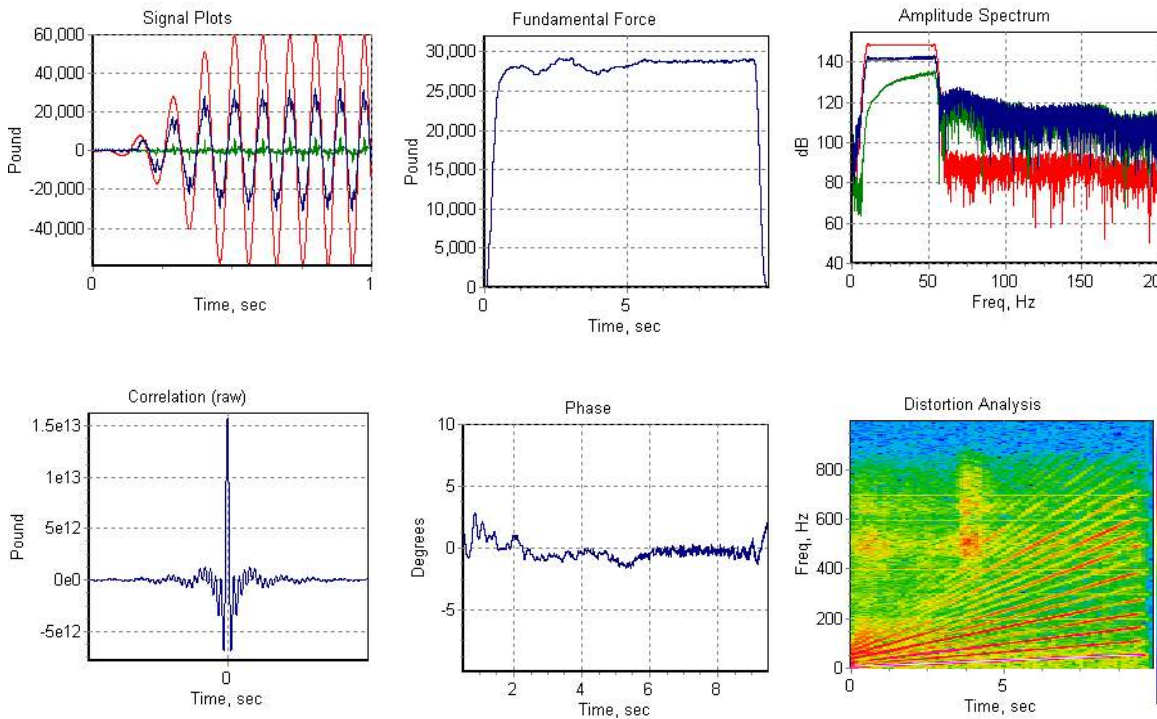 Signal Plots
Pound
60,000
40,000
20,000
0
-20,000
-40,000
0
1
Time, sec
Fundamental Force
Pound
30,000
25,000
20,000
15,000
10,000
5,000
0
0
5
Time, sec
Amplitude Spectrum
dB
140
120
100
80
60
40
0
50
100
150
200
Freq, Hz
Correlation (raw)
Pound
1.5e13
1e13
5e12
0e0
-5e12
0
Time, sec
Phase
Degrees
10
5
0
-5
2
4
6
8
Time, sec
Distortion Analysis
Freq, Hz
800
600
400
200
0
0
5
Time, sec